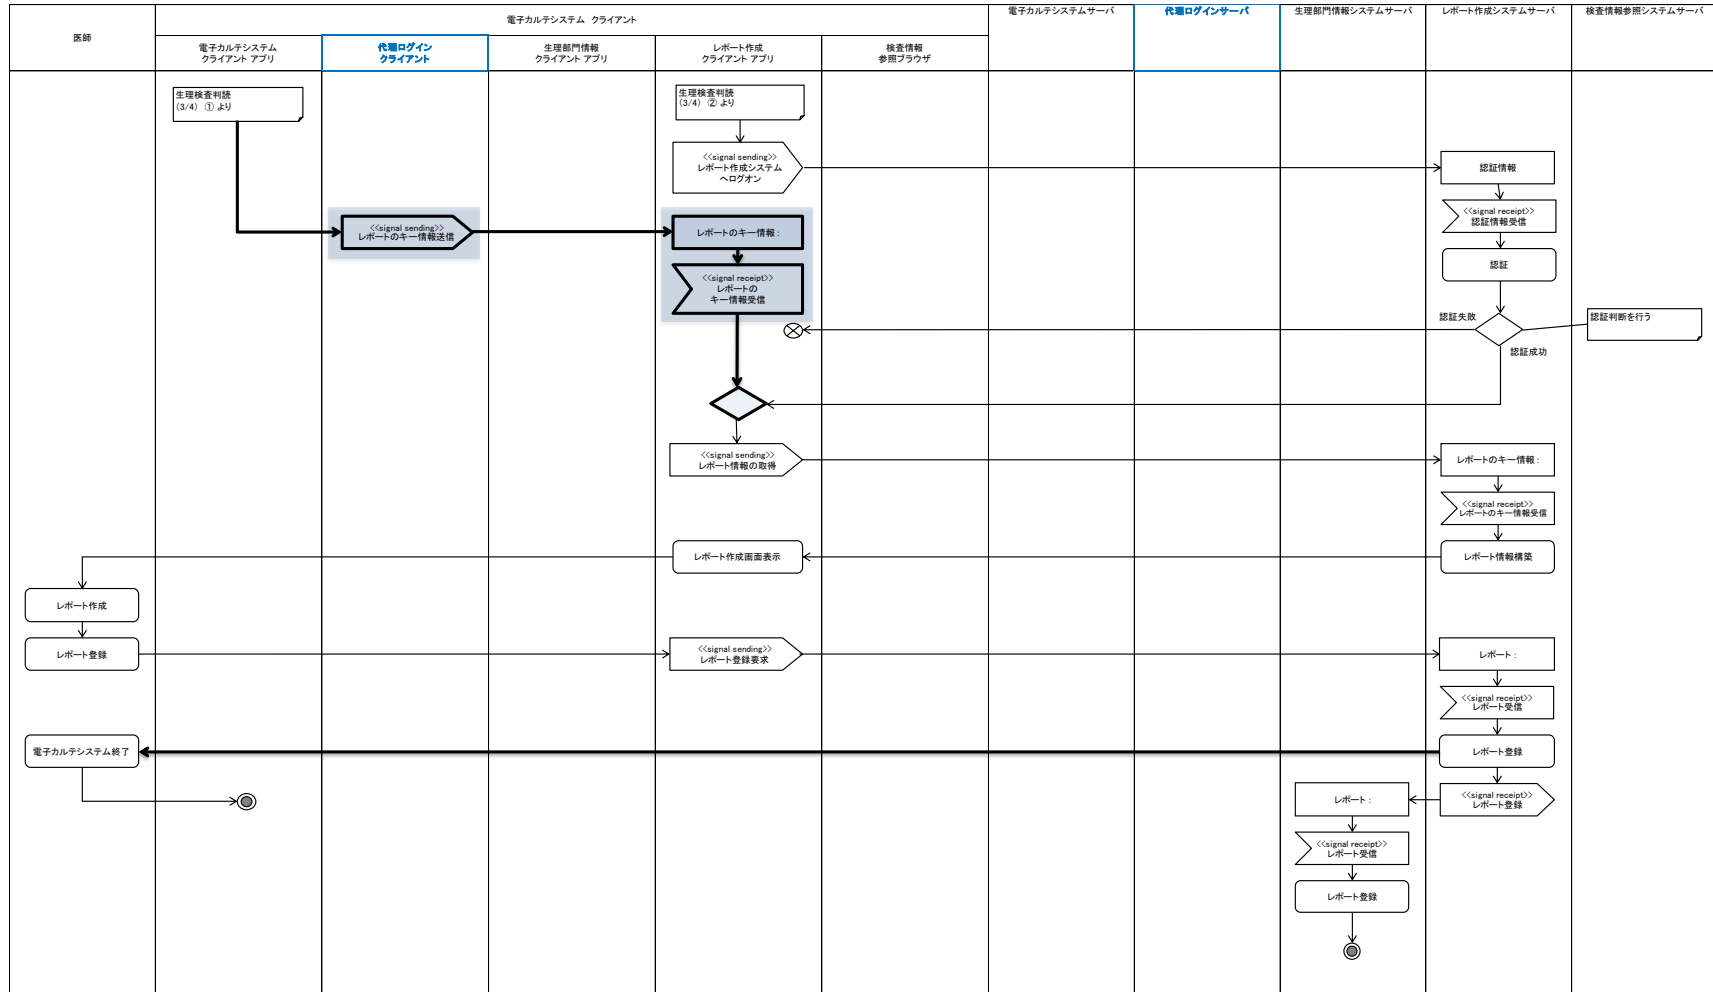 医師
電子カルテシステム クライアント
電子カルテシステムサーバ
代理ログインサーバ
生理部門情報システムサーバ
レポート作成システムサーバ
検査情報参照システムサーバ
電子カルテシステム
クライアント アプリ
代理ログイン
クライアント
生理部門情報
クライアント アプリ
レポート作成
クライアント アプリ
検査情報
参照ブラウザ
生理検査判読
(3/4) ① より
生理検査判読
(3/4) ② より
<<signal sending>>
レポート作成システム
へログオン
認証情報
<<signal receipt>>
認証情報受信
<<signal sending>>
レポートのキー情報送信
レポートのキー情報 :
認証
<<signal receipt>>
レポートの
キー情報受信
認証失敗
認証判断を行う
認証成功
<<signal sending>>
レポート情報の取得
レポートのキー情報 :
<<signal receipt>>
レポートのキー情報受信
レポート作成画面表示
レポート情報構築
レポート作成
レポート登録
<<signal sending>>
レポート登録要求
レポート :
<<signal receipt>>
レポート受信
電子カルテシステム終了
レポート登録
レポート :
<<signal receipt>>
レポート登録
<<signal receipt>>
レポート受信
レポート登録